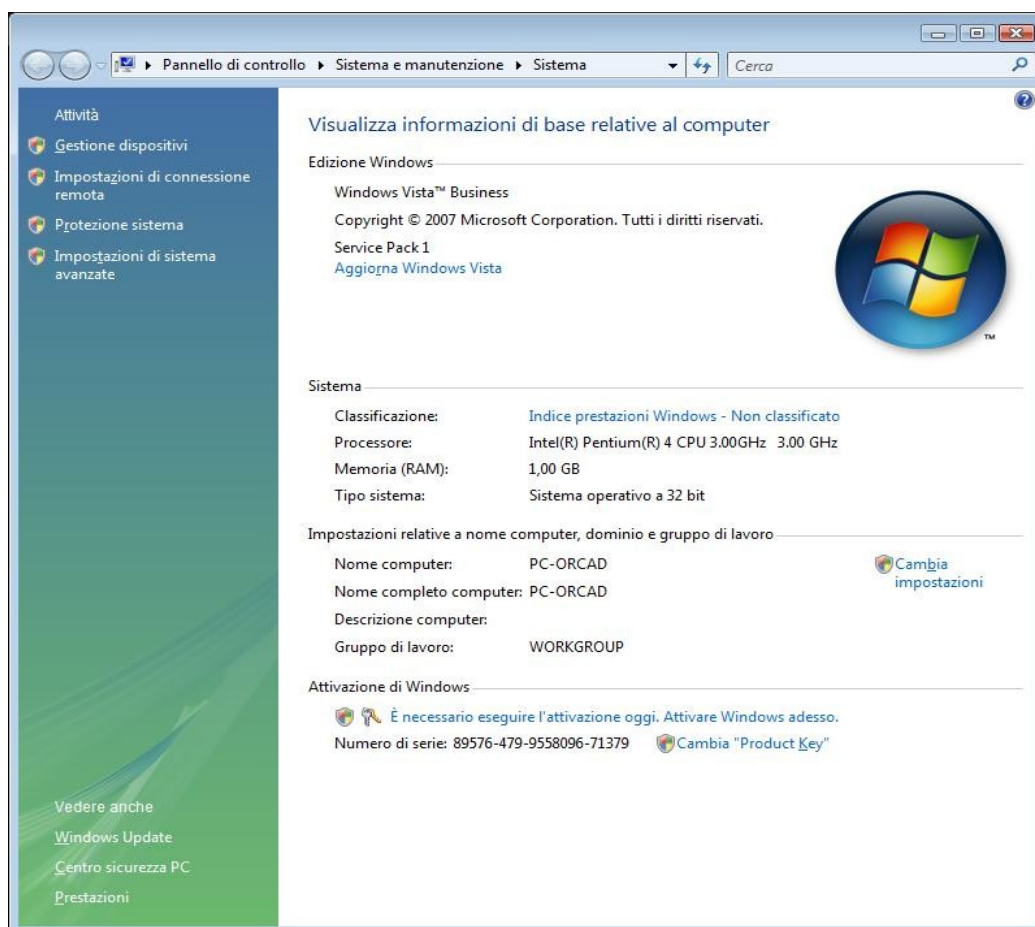 Pannello di controllo ▸ Sistema e manutenzione ▸ Sistema
Cerca
Attività
Gestione dispositivi
Impostazioni di connessione
remota
Protezione sistema
Impostazioni di sistema
avanzate
Vedere anche
Windows Update
Centro sicurezza PC
Prestazioni
Visualizza informazioni di base relative al computer
Edizione Windows
Windows Vista™ Business
Copyright © 2007 Microsoft Corporation. Tutti i diritti riservati.
Service Pack 1
Aggiorna Windows Vista
TM
Sistema
Classificazione: Indice prestazioni Windows - Non classificato
Processore: Intel(R) Pentium(R) 4 CPU 3.00GHz 3.00 GHz
Memoria (RAM): 1,00 GB
Tipo sistema: Sistema operativo a 32 bit
Impostazioni relative a nome computer, dominio e gruppo di lavoro
Nome computer: PC-ORCAD
Cambia
impostazioni
Nome completo computer: PC-ORCAD
Descrizione computer:
Gruppo di lavoro: WORKGROUP
Attivazione di Windows
È necessario eseguire l'attivazione oggi. Attivare Windows adesso.
Numero di serie: 89576-479-9558096-71379 Cambia "Product Key"